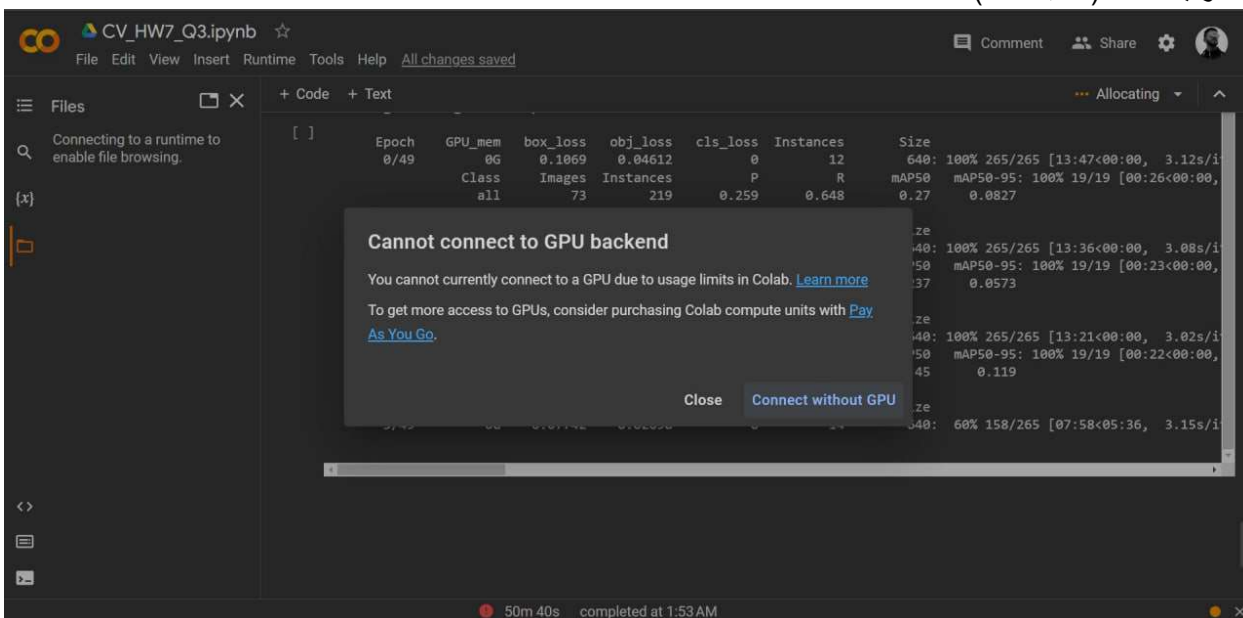 CV_HW7_Q3.ipynb
File Edit View Insert Runtime Tools Help All changes saved
Comment Share
Files
Connecting to a runtime to
enable file browsing.
{x}
+ Code + Text
Allocating
[ ]
Epoch GPU_mem box_loss obj_loss cls_loss Instances Size
0/49 0G 0.1069 0.04612 0 12 640: 100% 265/265 [13:47<00:00, 3.12s/i
Class Images Instances P R mAP50 mAP50-95: 100% 19/19 [00:26<00:00,
all 73 219 0.259 0.648 0.27 0.0827
ze
40: 100% 265/265 [13:36<00:00, 3.08s/i
50 mAP50-95: 100% 19/19 [00:23<00:00,
37 0.0573
ze
40: 100% 265/265 [13:21<00:00, 3.02s/i
50 mAP50-95: 100% 19/19 [00:22<00:00,
45 0.119
ze
640: 60% 158/265 [07:58<05:36, 3.15s/i
Cannot connect to GPU backend
You cannot currently connect to a GPU due to usage limits in Colab. Learn more
To get more access to GPUs, consider purchasing Colab compute units with Pay
As You Go.
Close Connect without GPU
50m 40s completed at 1:53 AM